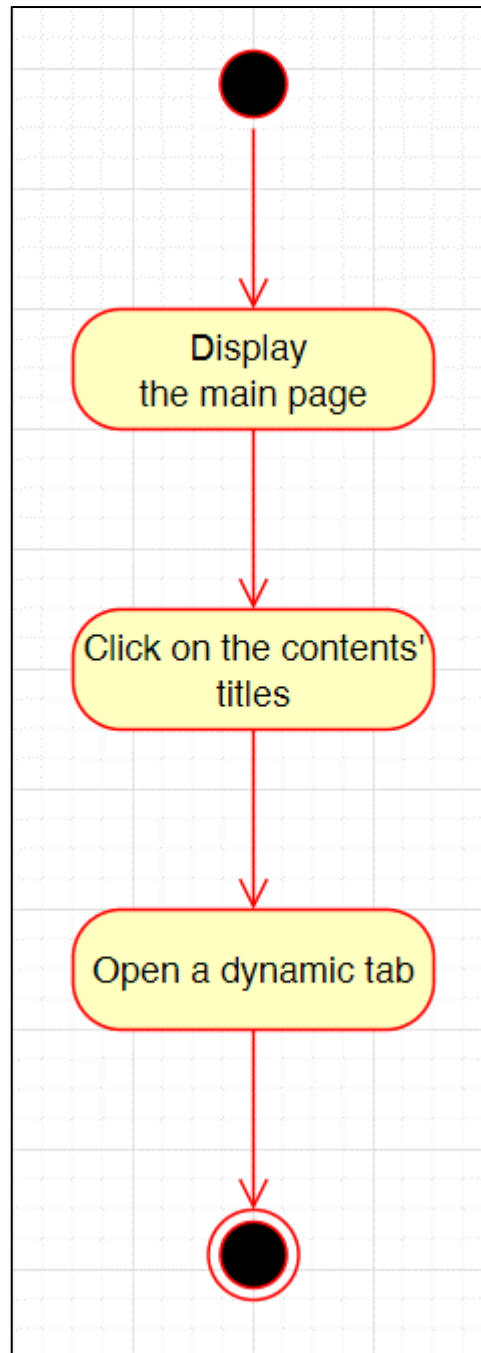 Display
the main page
Click on the contents'
titles
Open a dynamic tab